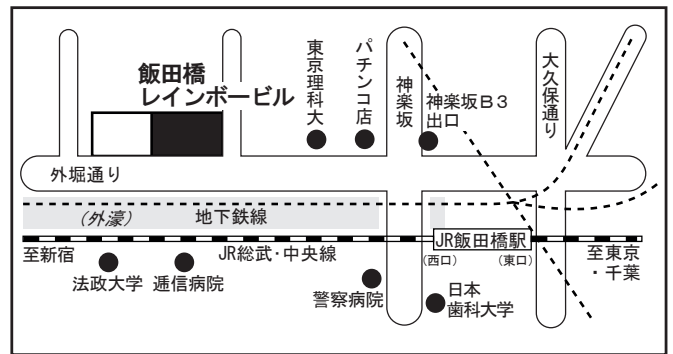 飯田橋
レインボービル
東京理科大
パチンコ店
神楽坂
神楽坂Ｂ３
出口
大久保通り
外堀通り
(外濠)
地下鉄線
JR飯田橋駅
(西口)
(東口)
至新宿
JR総武・中央線
至東京
・千葉
法政大学
逓信病院
警察病院
日本
歯科大学